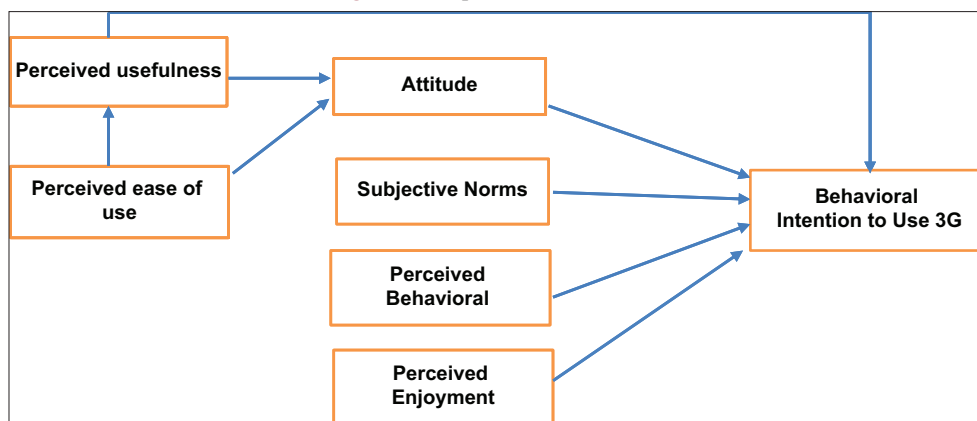 Perceived usefulness
Attitude
Perceived ease of
use
Subjective Norms
Behavioral
Intention to Use 3G
Perceived
Behavioral
Perceived
Enjoyment